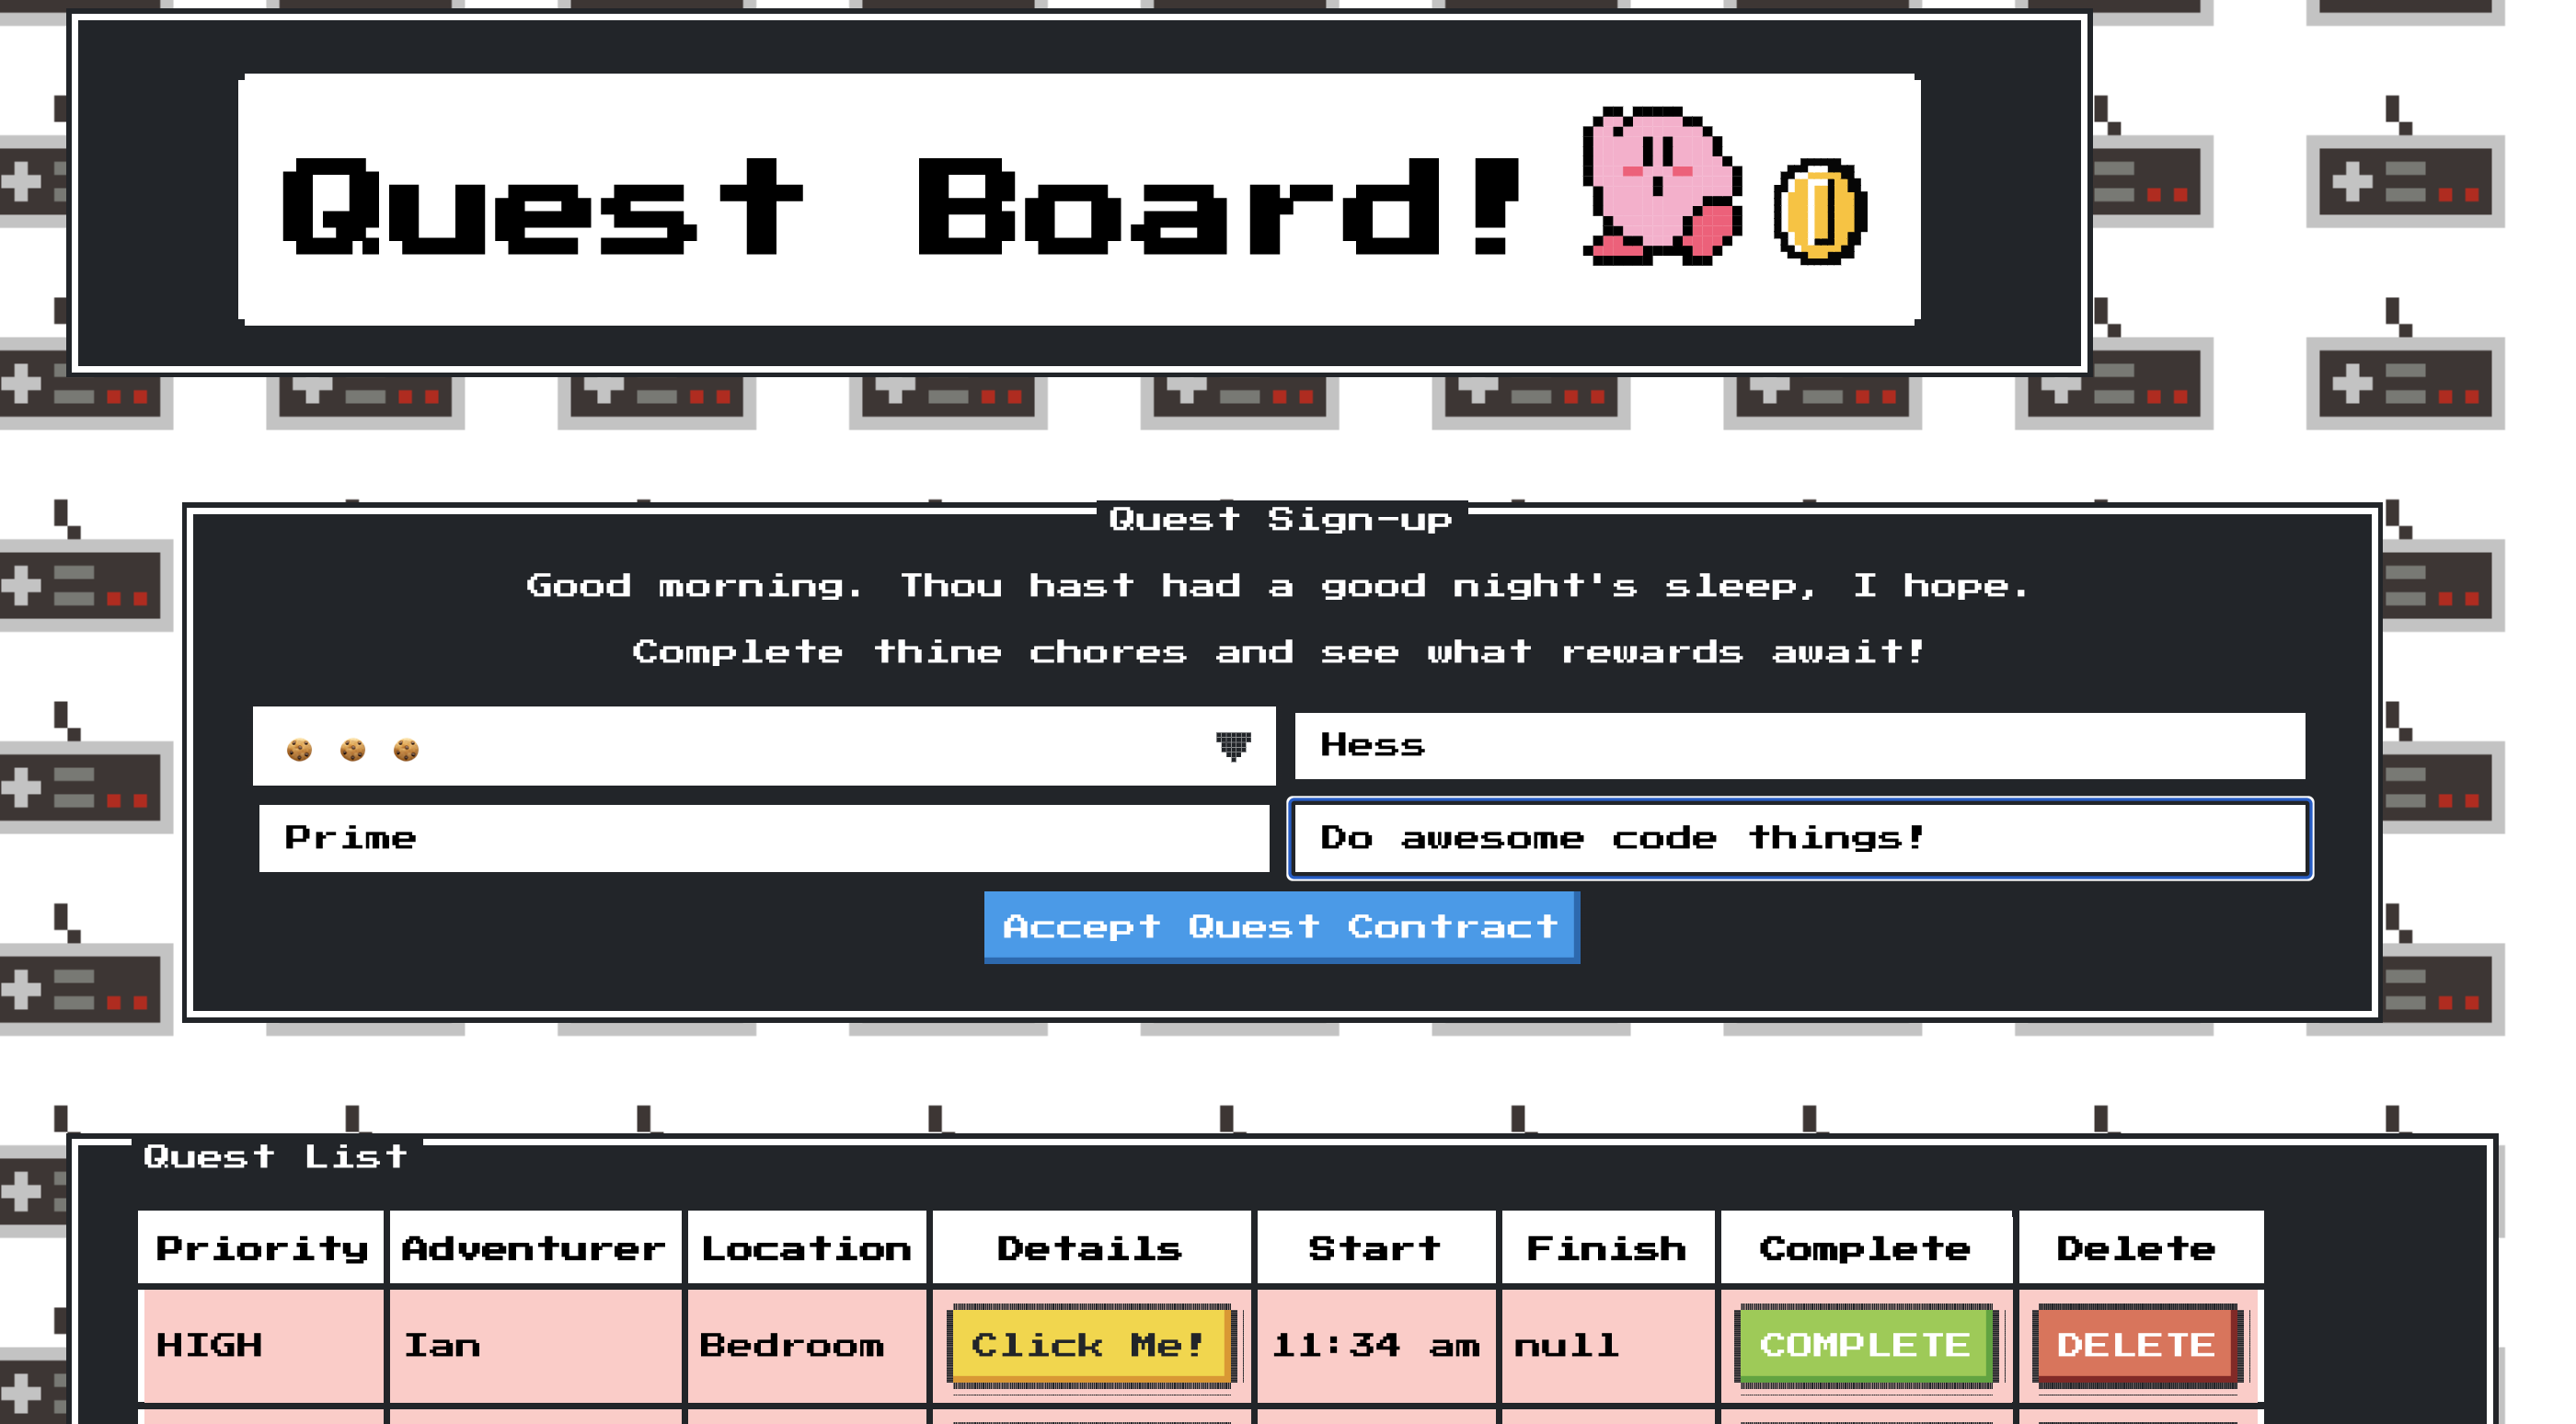 Quest Board!
Quest Sign-up
Good morning. Thou hast had a good night's sleep, I hope.
Complete thine chores and see what rewards await!
Hess
Prime
Do awesome code things!
Accept Quest Contract
Quest List
Priority Adventurer Location Details Start Finish Complete Delete
HIGH Ian Bedroom Click Me! 11:34 am null COMPLETE DELETE